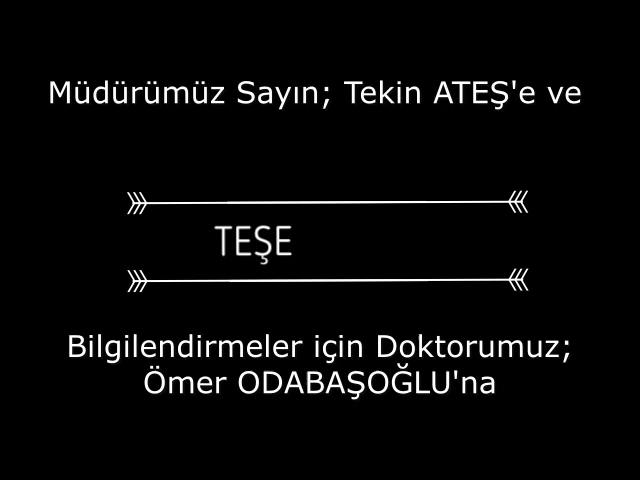 Müdürümüz Sayın; Tekin ATEŞ'e ve
TEŞE
Bilgilendirmeler için Doktorumuz;
Ömer ODABAŞOĞLU'na